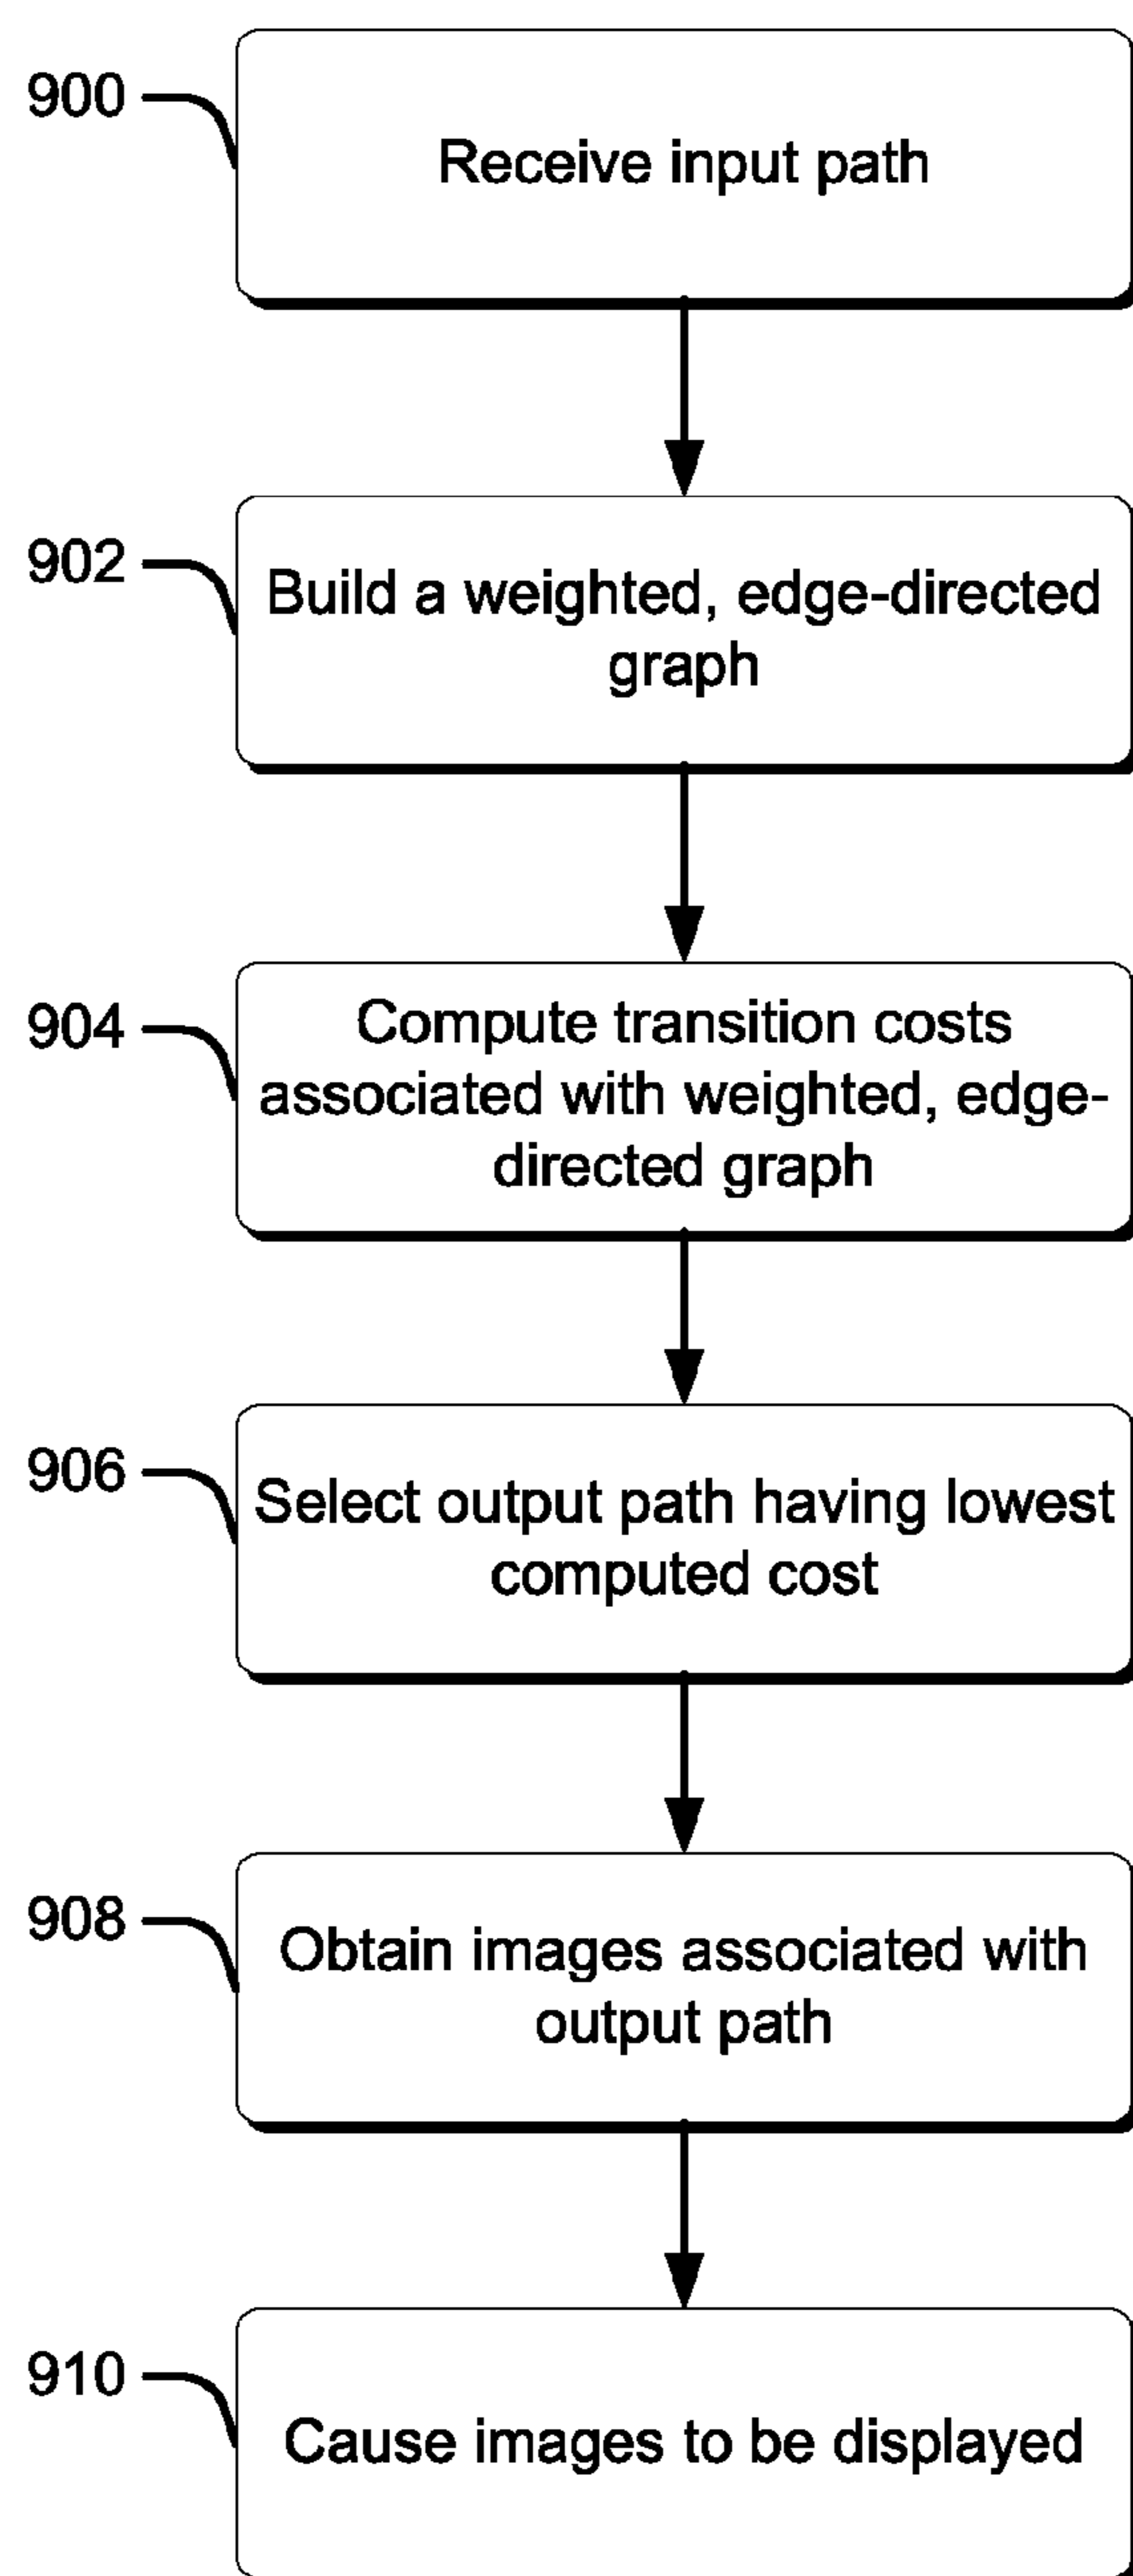 900
Receive input path
902
Build a weighted, edge-directed
graph
904
Compute transition costs
associated with weighted, edge-
directed graph
906
Select output path having lowest
computed cost
908
Obtain images associated with
output path
910
Cause images to be displayed